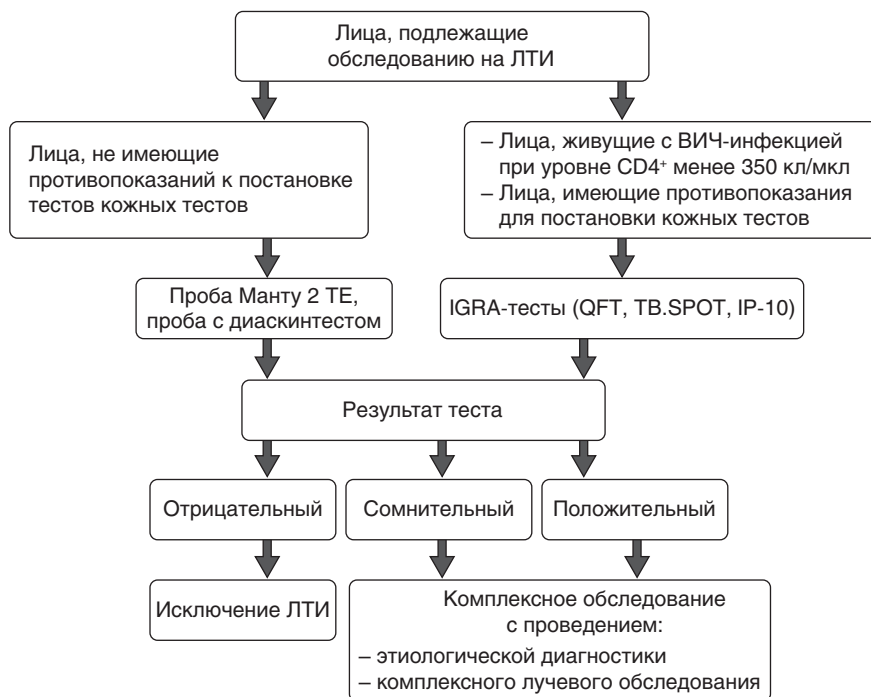 Лица, подлежащие
обследованию на ЛТИ
Лица, не имеющие
противопоказаний к постановке
тестов кожных тестов
– Лица, живущие с ВИЧ-инфекцией
при уровне CD4⁺ менее 350 кл/мкл
– Лица, имеющие противопоказания
для постановки кожных тестов
Проба Манту 2 ТЕ,
проба с диаскинтестом
IGRA-тесты (QFT, TB.SPOT, IP-10)
Результат теста
Отрицательный
Сомнительный
Положительный
Исключение ЛТИ
Комплексное обследование
с проведением:
– этиологической диагностики
– комплексного лучевого обследования